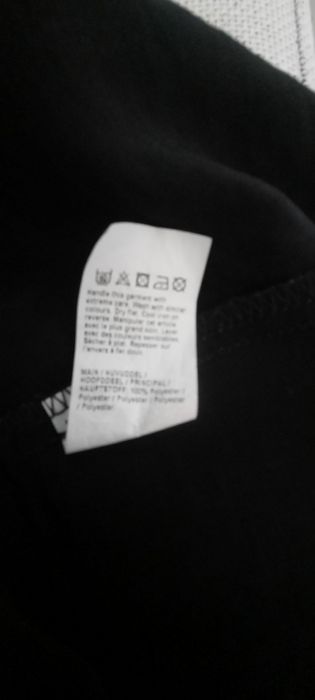 Handle this garment with
extreme care. Wash with similar
colours. Dry flat. Cool iron on
reverse. Manipuler cet article
avec le plus grand soin. Laver
avec des couleurs semblables.
Sécher à plat. Repasser sur
l'envers à fer doux.
MAIN / HUVUDDEL /
HOOFDDEEL / PRINCIPAL /
HAUPTSTOFF: 100% Polyester /
Polyester / Polyester / Polyester
/ Polyester.